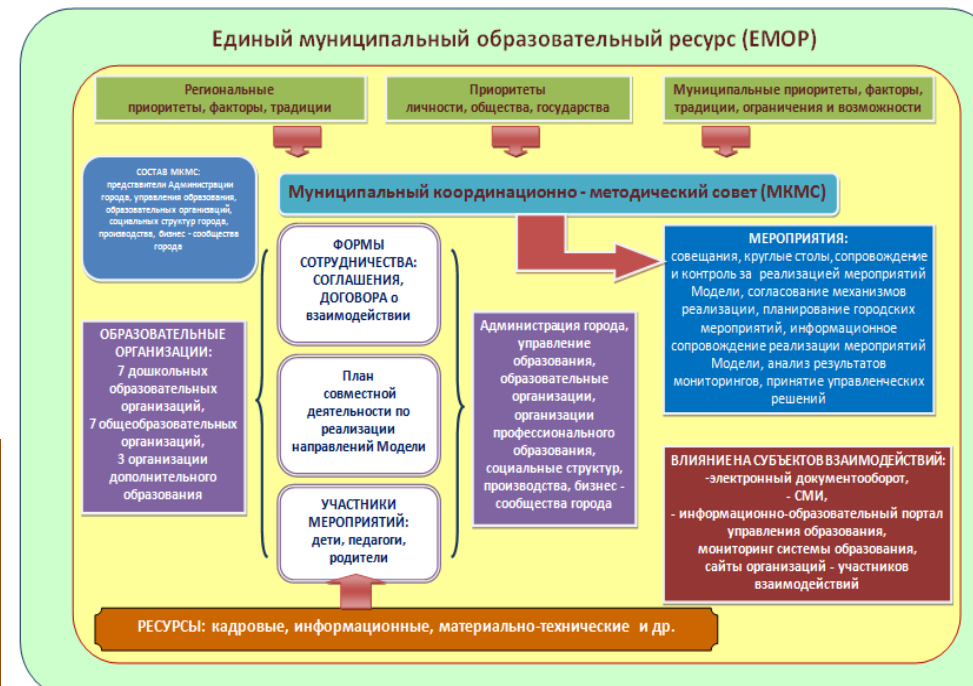 Единый муниципальный образовательный ресурс (ЕМОР)
Региональные
приоритеты, факторы, традиции
Приоритеты
личности, общества, государства
Муниципальные приоритеты, факторы,
традиции, ограничения и возможности
СОСТАВ МКМС:
представители Администрации
города, управления образования,
образовательных организаций,
социальных структур города,
производства, бизнес - сообщества
города
Муниципальный координационно - методический совет (МКМС)
ФОРМЫ
СОТРУДНИЧЕСТВА:
СОГЛАШЕНИЯ,
ДОГОВОРА о
взаимодействии
МЕРОПРИЯТИЯ:
совещания, круглые столы, сопровождение
и контроль за реализацией мероприятий
Модели, согласование механизмов
реализации, планирование городских
мероприятий, информационное
сопровождение реализации мероприятий
Модели, анализ результатов
мониторингов, принятие управленческих
решений
ОБРАЗОВАТЕЛЬНЫЕ
ОРГАНИЗАЦИИ:
7 дошкольных
образовательных
организаций,
7 общеобразовательных
организаций,
3 организации
дополнительного
образования
План
совместной
деятельности по
реализации
направлений Модели
Администрация города,
управление
образования,
образовательные
организации,
организации
профессионального
образования,
социальные структур,
производства, бизнес -
сообщества города
УЧАСТНИКИ
МЕРОПРИЯТИЙ:
дети, педагоги,
родители
ВЛИЯНИЕ НА СУБЪЕКТОВ ВЗАИМОДЕЙСТВИЙ:
-электронный документооборот,
- СМИ,
- информационно-образовательный портал
управления образования,
мониторинг системы образования,
сайты организаций - участников
взаимодействий
РЕСУРСЫ: кадровые, информационные, материально-технические и др.